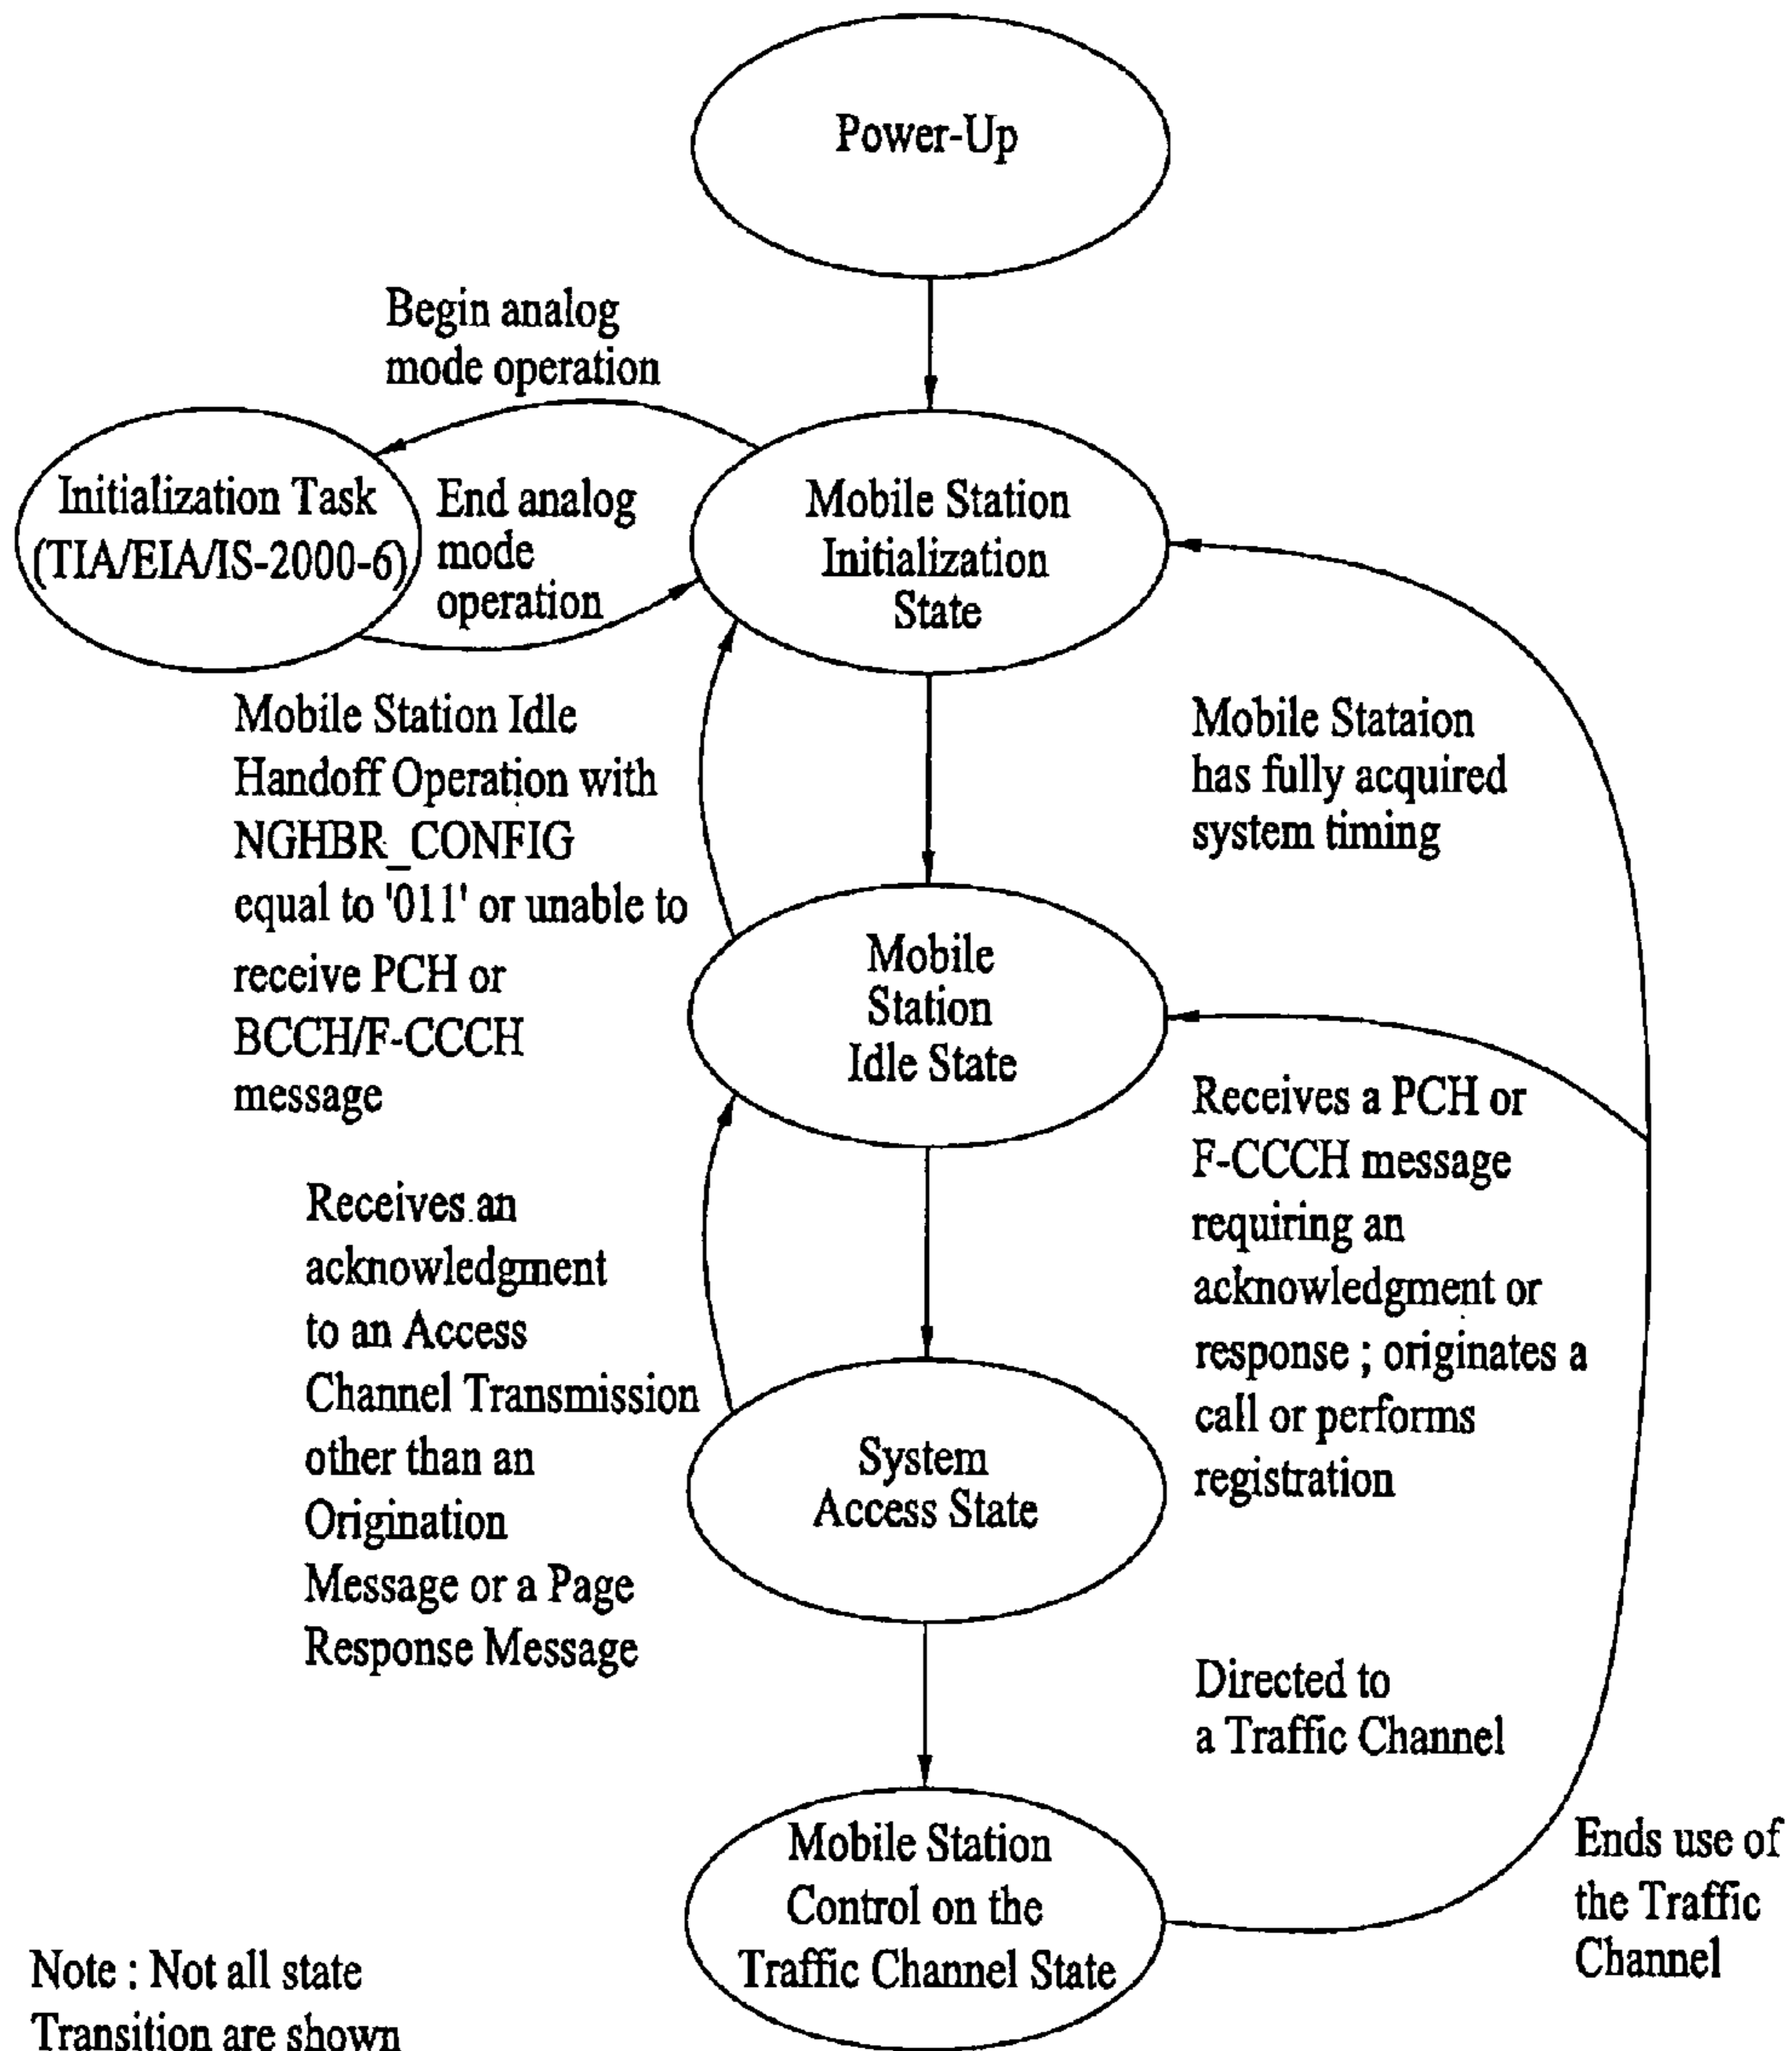 Power-Up
Begin analog
mode operation
Initialization Task
(TIA/EIA/IS-2000-6)
End analog
mode
operation
Mobile Station
Initialization
State
Mobile Station Idle
Handoff Operation with
NGHBR_CONFIG
equal to '011' or unable to
receive PCH or
BCCH/F-CCCH
message
Mobile Stataion
has fully acquired
system timing
Mobile
Station
Idle State
Receives an
acknowledgment
to an Access
Channel Transmission
other than an
Origination
Message or a Page
Response Message
Receives a PCH or
F-CCCH message
requiring an
acknowledgment or
response ; originates a
call or performs
registration
System
Access State
Directed to
a Traffic Channel
Mobile Station
Control on the
Traffic Channel State
Ends use of
the Traffic
Channel
Note : Not all state
Transition are shown